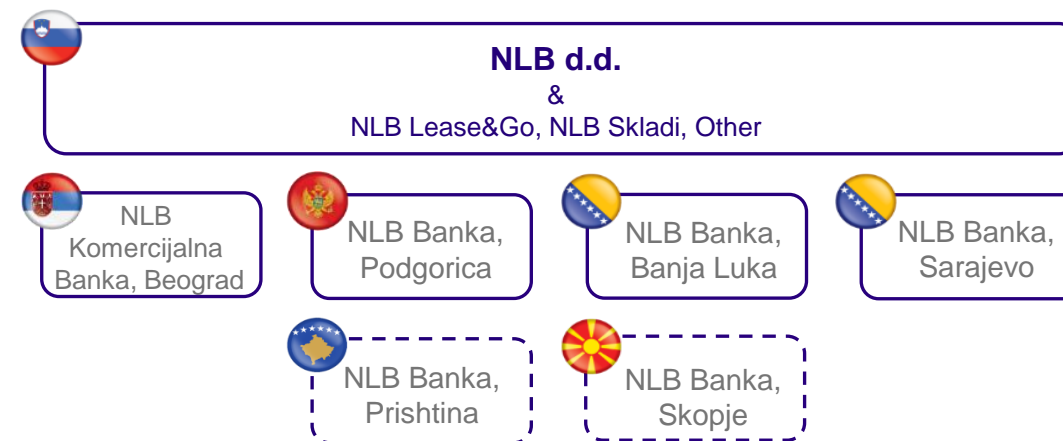 NLB d.d.
&
NLB Lease&Go, NLB Skladi, Other
NLB
Komercijalna
Banka, Beograd
NLB Banka,
Podgorica
NLB Banka,
Banja Luka
NLB Banka,
Sarajevo
NLB Banka,
Prishtina
NLB Banka,
Skopje